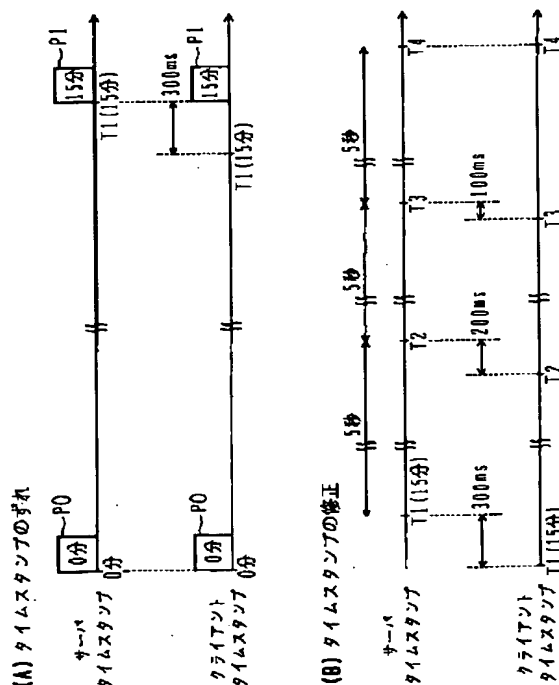 (A) タイムスタンプのずれ
サーバ
タイムスタンプ
0分
P0
15分
P1
0分
T1(15分)
300ms
クライアント
タイムスタンプ
0分
P0
15分
P1
0分
T1(15分)
(B) タイムスタンプの修正
5秒
5秒
5秒
サーバ
タイムスタンプ
T1(15分)
T2
T3
T4
300ms
200ms
100ms
クライアント
タイムスタンプ
T1(15分)
T2
T3
T4